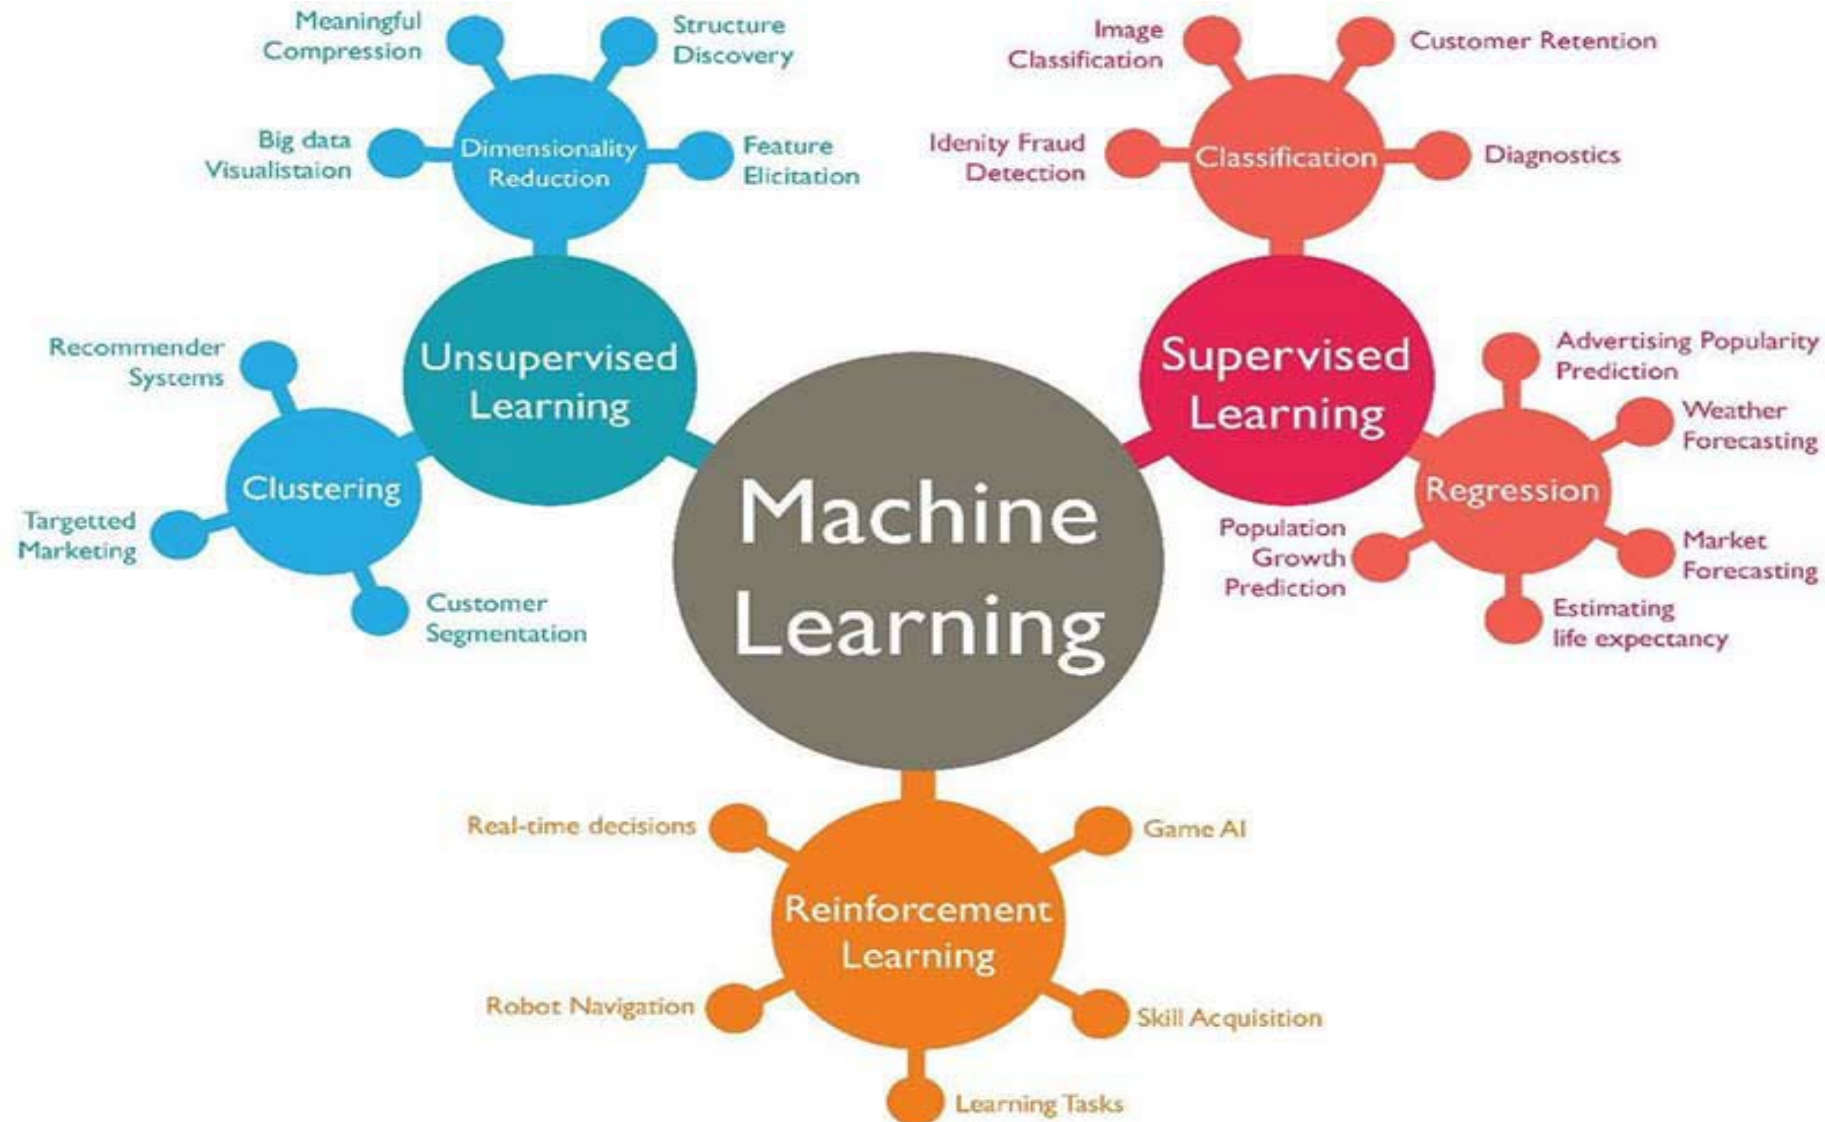 Meaningful
Compression
Structure
Discovery
Big data
Visualistaion
Dimensionality
Reduction
Feature
Elicitation
Image
Classification
Customer Retention
Idenity Fraud
Detection
Classification
Diagnostics
Recommender
Systems
Unsupervised
Learning
Clustering
Targetted
Marketing
Customer
Segmentation
Machine
Learning
Supervised
Learning
Advertising Popularity
Prediction
Weather
Forecasting
Regression
Population
Growth
Prediction
Market
Forecasting
Estimating
life expectancy
Real-time decisions
Game AI
Reinforcement
Learning
Robot Navigation
Skill Acquisition
Learning Tasks